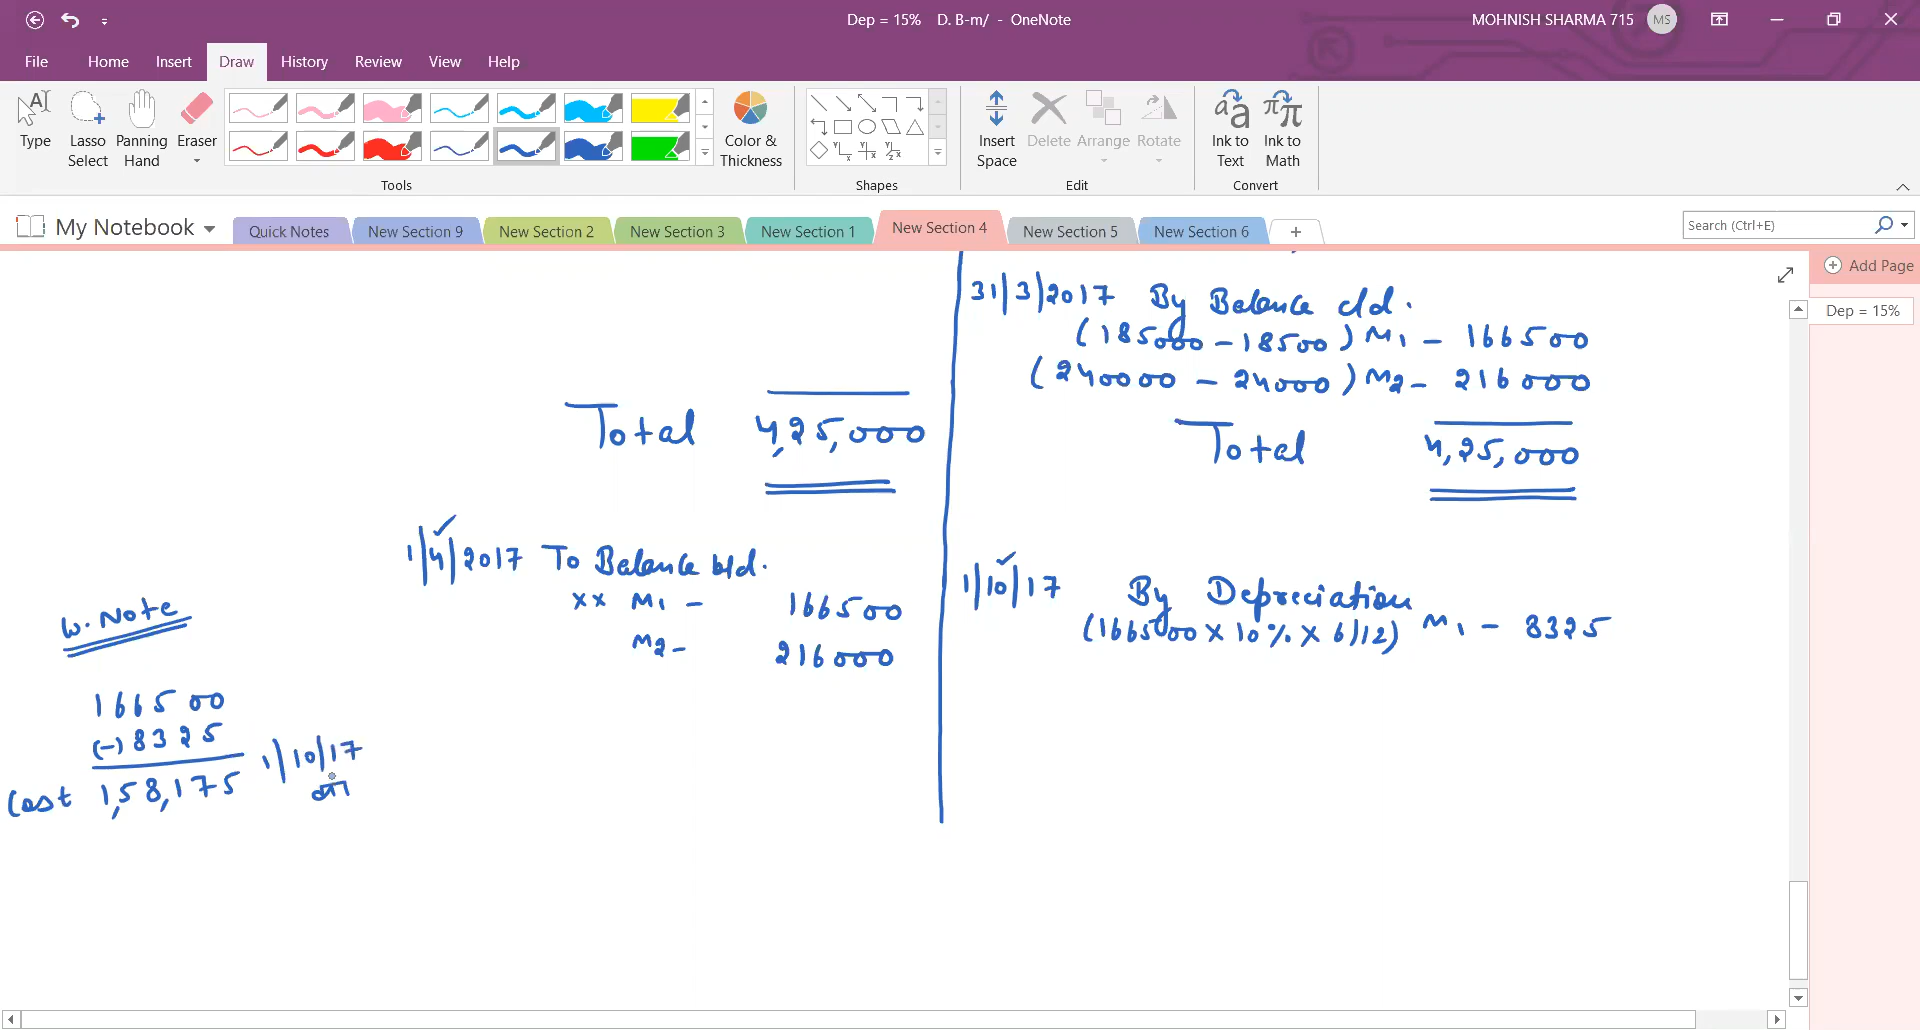 Dep = 15% D. B-m/ - OneNote
MOHNISH SHARMA 715
MS
File
Home
Insert
Draw
History
Review
View
Help
Type
Lasso Select
Panning Hand
Eraser
Color & Thickness
Insert Space
Delete
Arrange
Rotate
Ink to Text
Ink to Math
Tools
Shapes
Edit
Convert
My Notebook
Quick Notes
New Section 9
New Section 2
New Section 3
New Section 1
New Section 4
New Section 5
New Section 6
Search (Ctrl+E)
Add Page
Dep = 15%
31/3/2017 By Balance c/d.
(185000 - 18500) M1 - 166500
(240000 - 24000) M2 - 216000
Total 4,25,000
Total 4,25,000
1/4/2017 To Balance b/d.
xx M1 - 166500
M2 - 216000
1/10/17 By Depreciation
(166500 x 10% x 6/12) M1 - 8325
W. Note
166500
(-) 8325
Cost 1,58,175
1/10/17